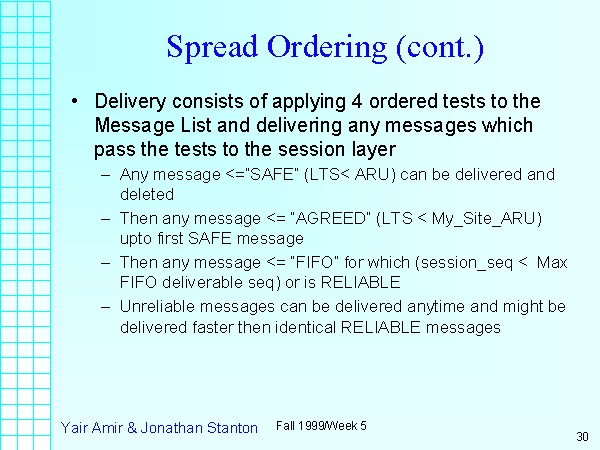 Spread Ordering (cont.)
• Delivery consists of applying 4 ordered tests to the
Message List and delivering any messages which
pass the tests to the session layer
– Any message <="SAFE" (LTS< ARU) can be delivered and
deleted
– Then any message <= "AGREED" (LTS < My_Site_ARU)
upto first SAFE message
– Then any message <= "FIFO" for which (session_seq < Max
FIFO deliverable seq) or is RELIABLE
– Unreliable messages can be delivered anytime and might be
delivered faster then identical RELIABLE messages
Yair Amir & Jonathan Stanton
Fall 1999/Week 5
30